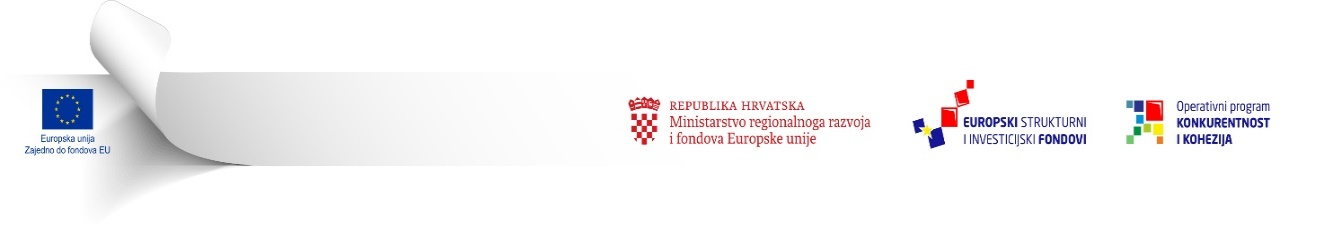 Europska unija
Zajedno do fondova EU
REPUBLIKA HRVATSKA
Ministarstvo regionalnoga razvoja
i fondova Europske unije
EUROPSKI STRUKTURNI
I INVESTICIJSKI FONDOVI
Operativni program
KONKURENTNOST
I KOHEZIJA